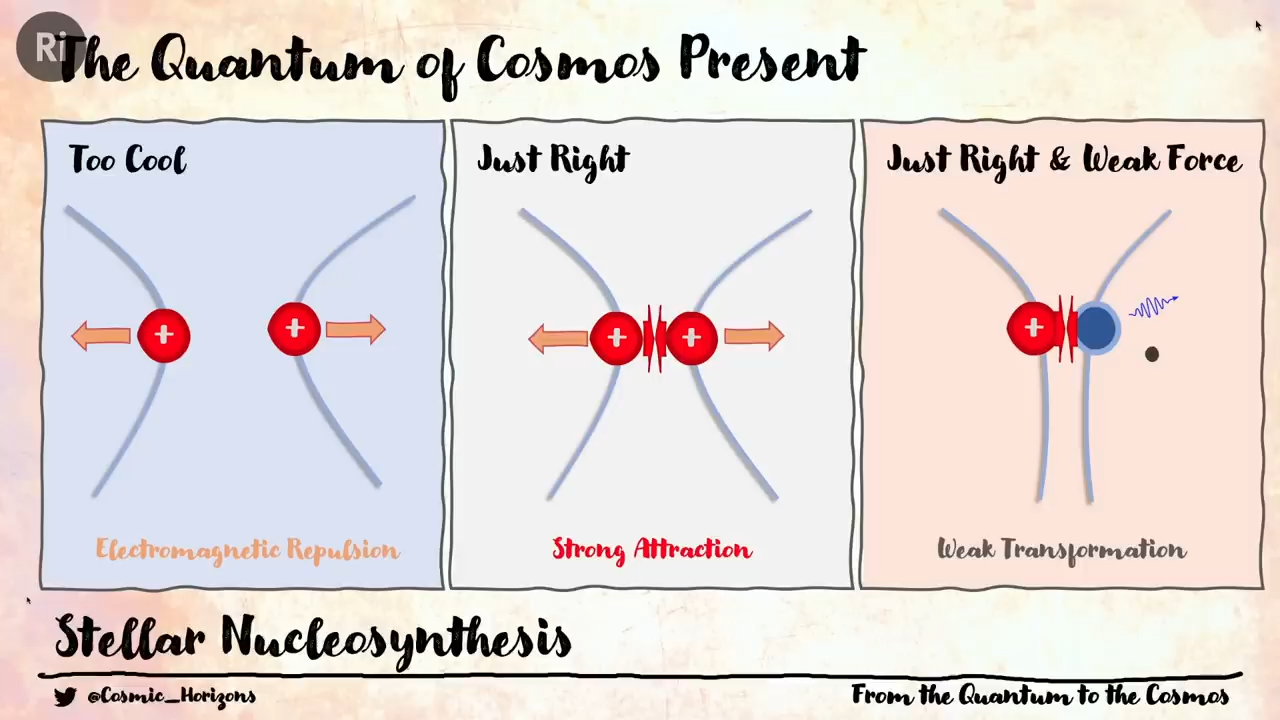 Ri
The Quantum of Cosmos Present
Too Cool
Just Right
Just Right & Weak Force
+
+
+
+
+
Electromagnetic Repulsion
Strong Attraction
Weak Transformation
Stellar Nucleosynthesis
@Cosmic_Horizons
From the Quantum to the Cosmos